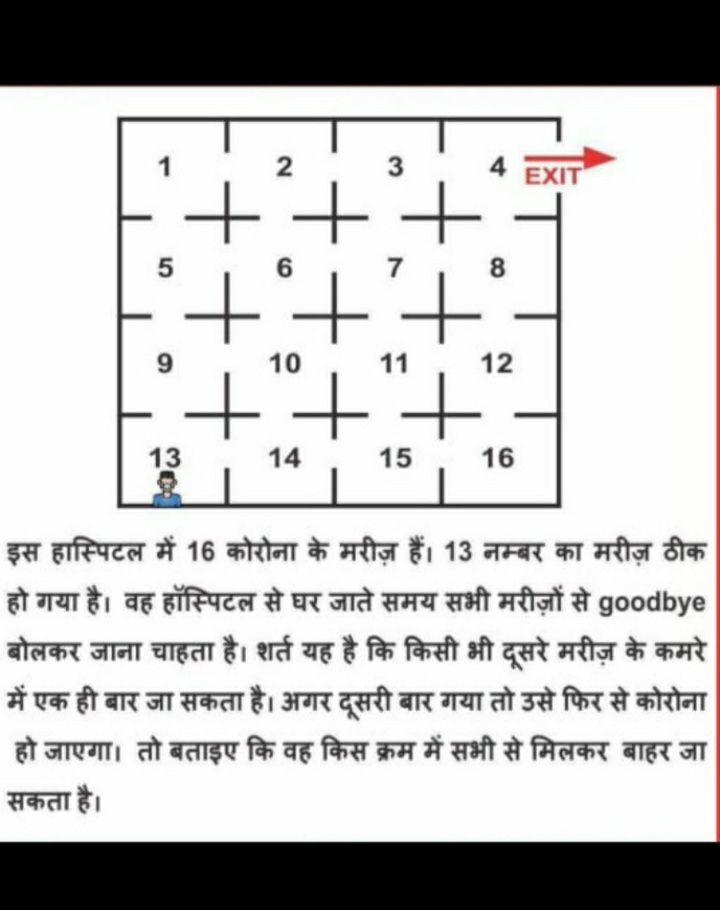 1 2 3 4 EXIT
5 6 7 8
9 10 11 12
13 14 15 16
इस हास्पिटल में 16 कोरोना के मरीज़ हैं। 13 नम्बर का मरीज़ ठीक
हो गया है। वह हॉस्पिटल से घर जाते समय सभी मरीज़ों से goodbye
बोलकर जाना चाहता है। शर्त यह है कि किसी भी दूसरे मरीज़ के कमरे
में एक ही बार जा सकता है। अगर दूसरी बार गया तो उसे फिर से कोरोना
हो जाएगा। तो बताइए कि वह किस क्रम में सभी से मिलकर बाहर जा
सकता है।